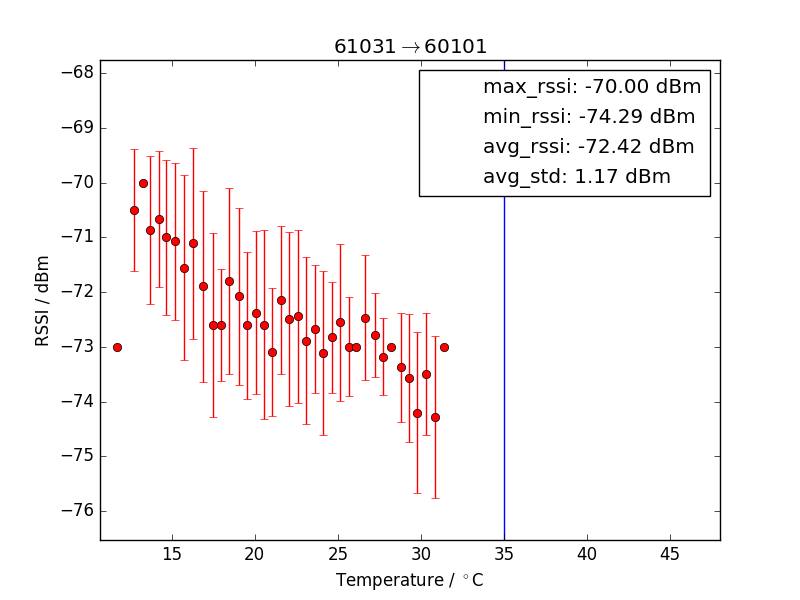 61031→60101
max_rssi: -70.00 dBm
min_rssi: -74.29 dBm
avg_rssi: -72.42 dBm
avg_std: 1.17 dBm
RSSI / dBm
−68
−69
−70
−71
−72
−73
−74
−75
−76
15 20 25 30 35 40 45
Temperature / °C